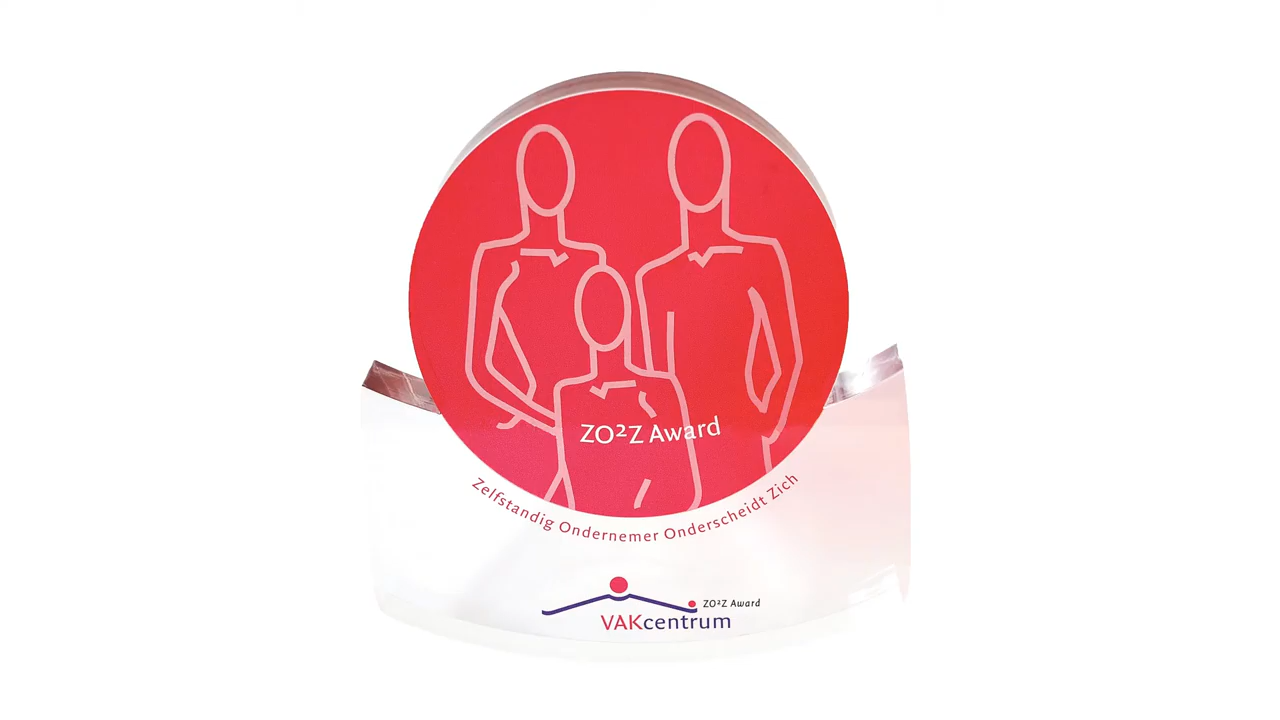 ZO²Z Award
Zelfstandig Ondernemer Onderscheidt Zich
ZO²Z Award
VAKcentrum